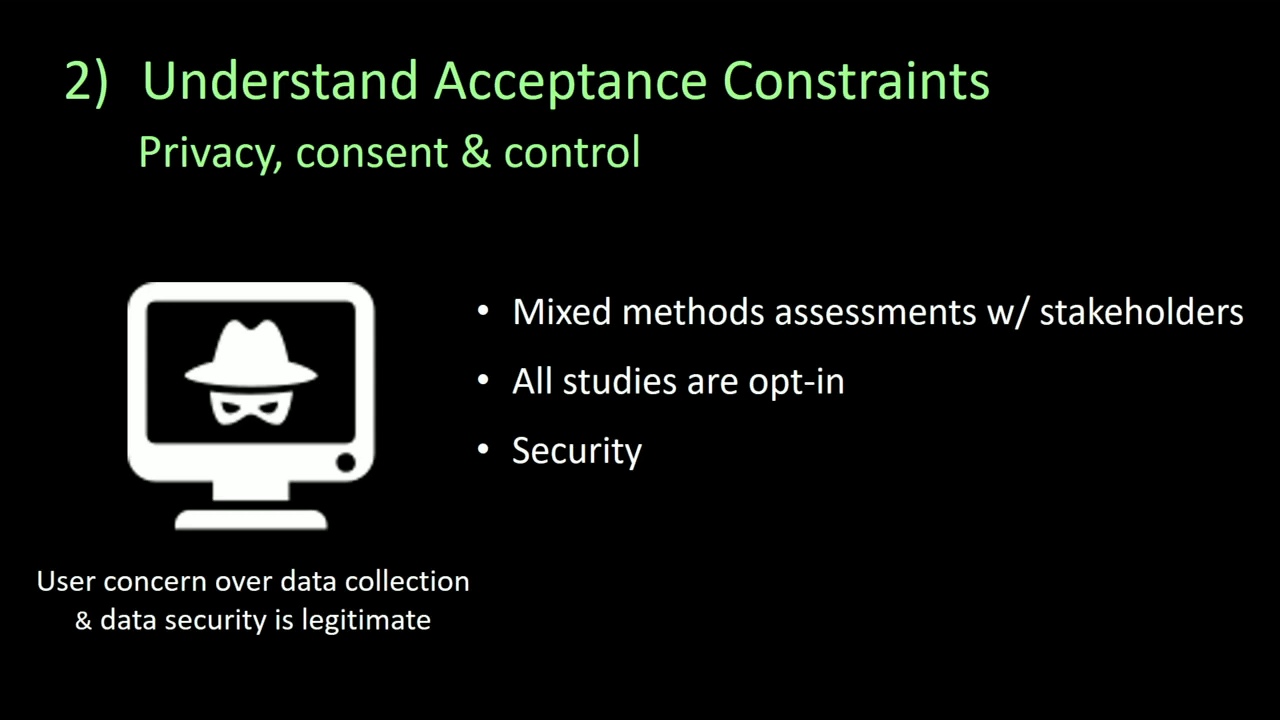 2) Understand Acceptance Constraints
Privacy, consent & control
• Mixed methods assessments w/ stakeholders
• All studies are opt-in
• Security
User concern over data collection
& data security is legitimate